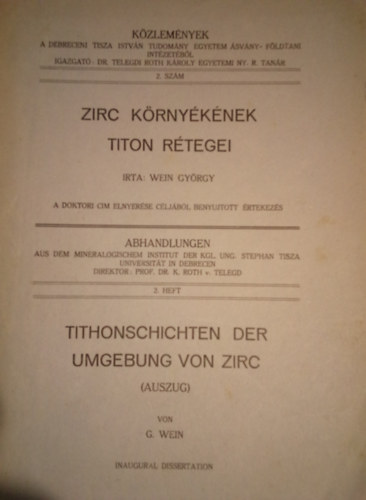 KÖZLEMÉNYEK
A DEBRECENI TISZA ISTVÁN TUDOMÁNY EGYETEM ÁSVÁNY- FÖLDTANI
INTÉZETÉBŐL
IGAZGATÓ: DR. TELEGDI ROTH KÁROLY EGYETEMI NY. R. TANÁR
2. SZÁM
ZIRC KÖRNYÉKÉNEK
TITON RÉTEGEI
IRTA: WEIN GYÖRGY
A DOKTORI CIM ELNYERÉSE CÉLJÁBÓL BENYUJTOTT ÉRTEKEZÉS
ABHANDLUNGEN
AUS DEM MINERALOGISCHEM INSTITUT DER KGL. UNG. STEPHAN TISZA
UNIVERSITÄT IN DEBRECEN
DIREKTOR: PROF. DR. K. ROTH v. TELEGD
2. HEFT
TITHONSCHICHTEN DER
UMGEBUNG VON ZIRC
(AUSZUG)
VON
G. WEIN
INAUGURAL DISSERTATION